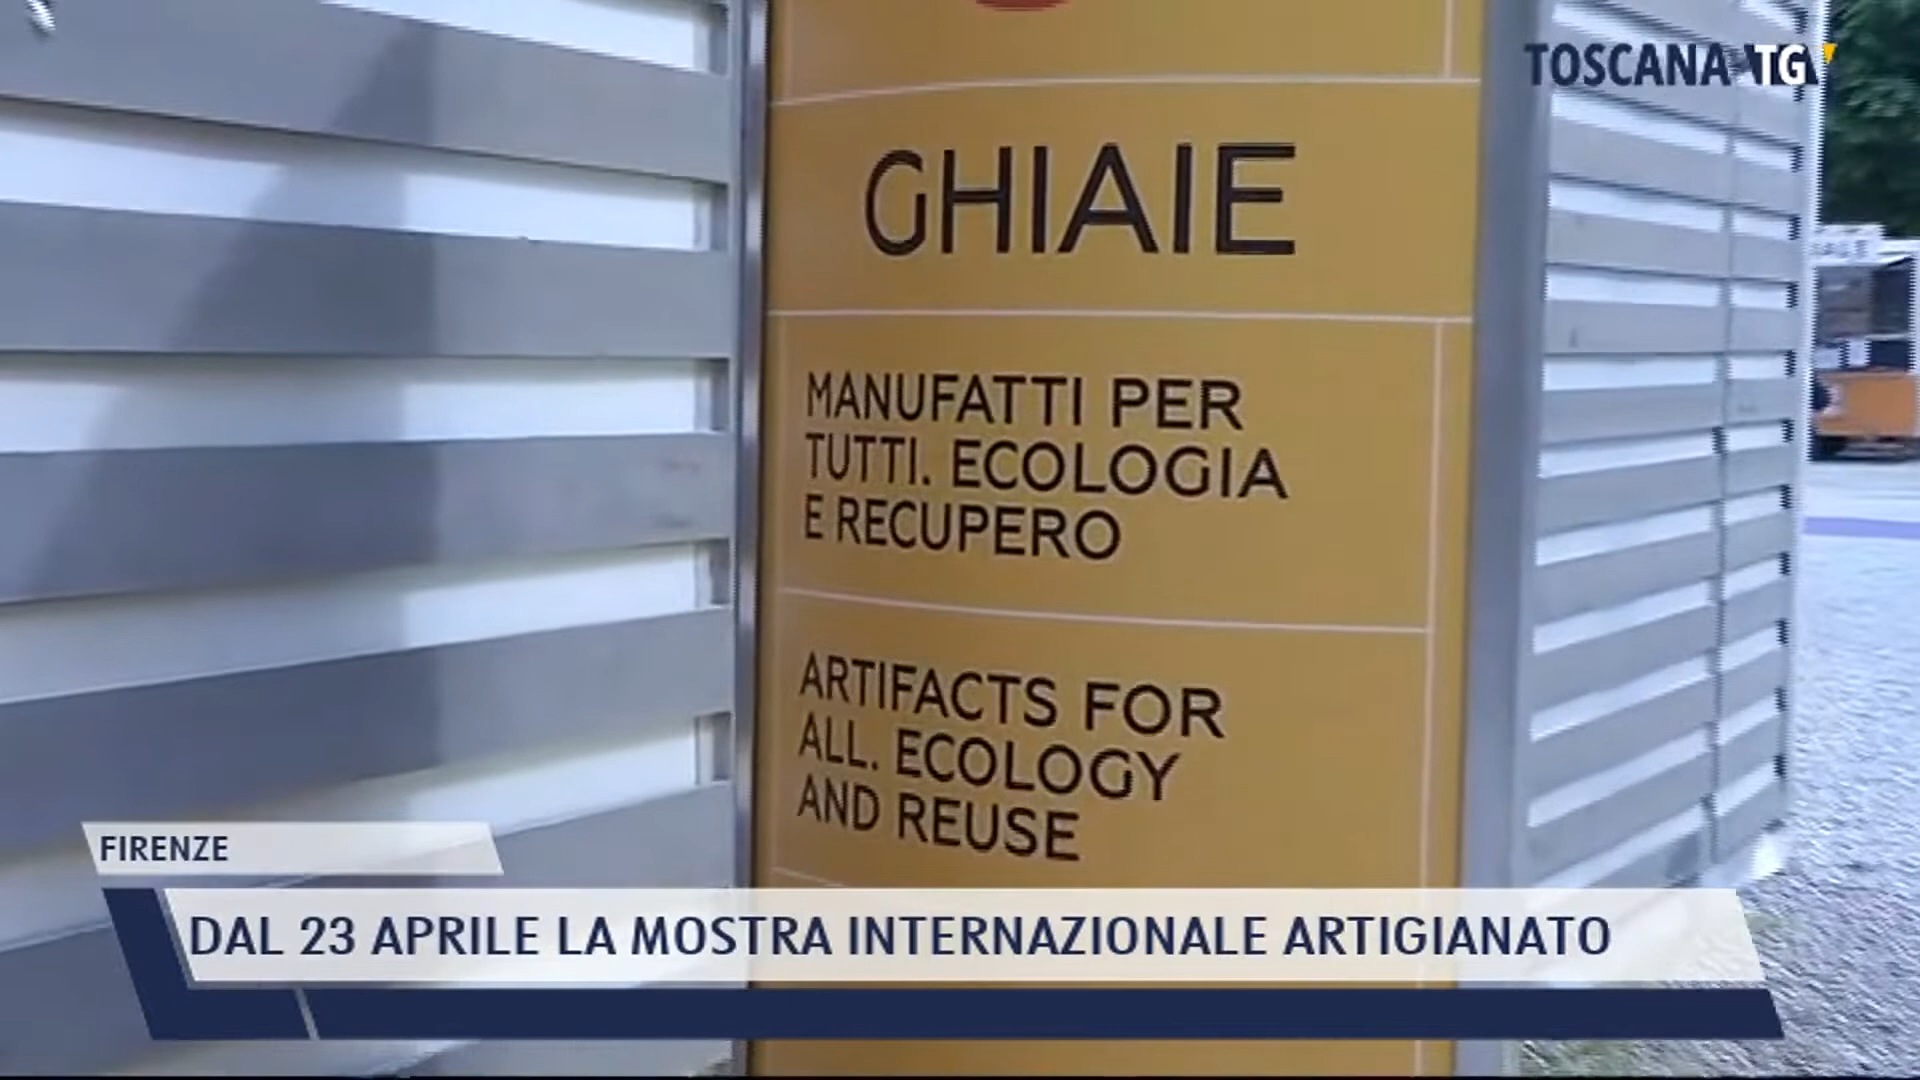 TOSCANA TG
GHIAIE
MANUFATTI PER
TUTTI. ECOLOGIA
E RECUPERO
ARTIFACTS FOR
ALL. ECOLOGY
AND REUSE
FIRENZE
DAL 23 APRILE LA MOSTRA INTERNAZIONALE ARTIGIANATO